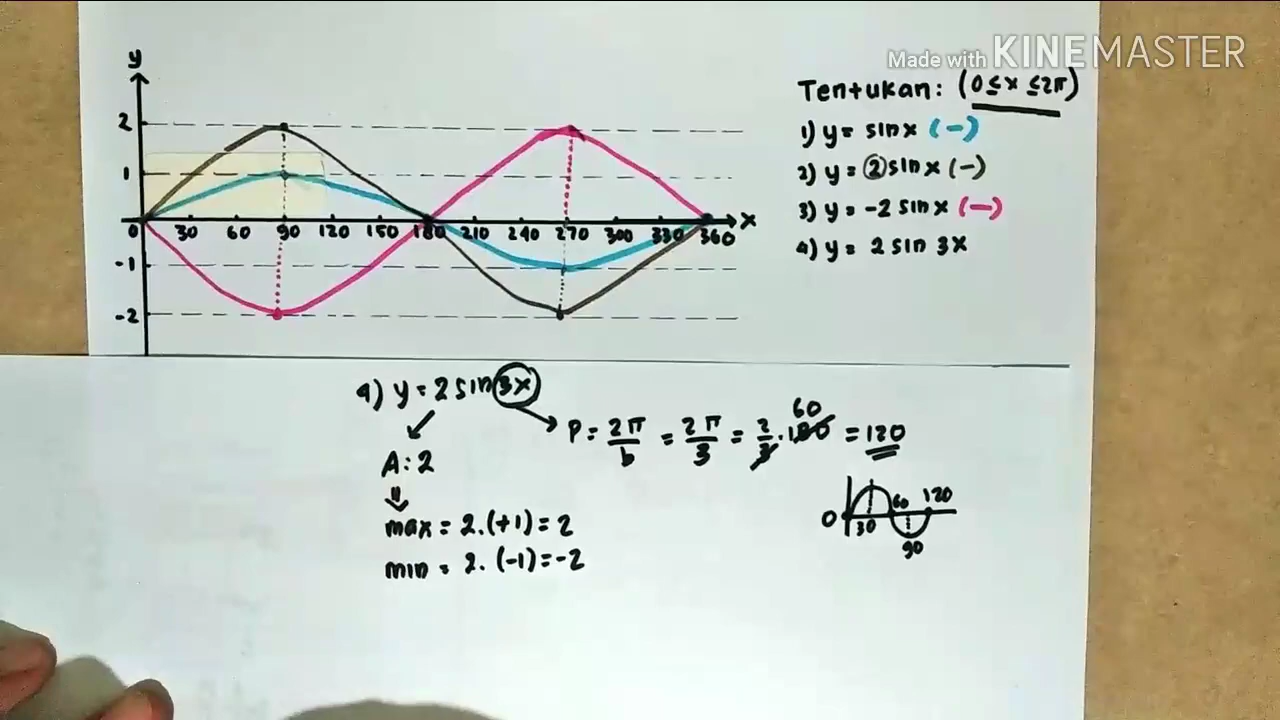 Made with KINEMASTER
y
2
1
0 30 60 90 120 150 180 210 240 270 300 330 360 x
-1
-2
Tentukan: (0 ≤ x ≤ 2π)
1) y = sin x (-)
2) y = 2 sin x (-)
3) y = -2 sin x (-)
4) y = 2 sin 3x
4) y = 2 sin 3x
A: 2
max = 2.(+1) = 2
min = 2.(-1) = -2
P = 2π/b = 2π/3 = 2/3 . 180 = 120
60
0 30 60 90 120